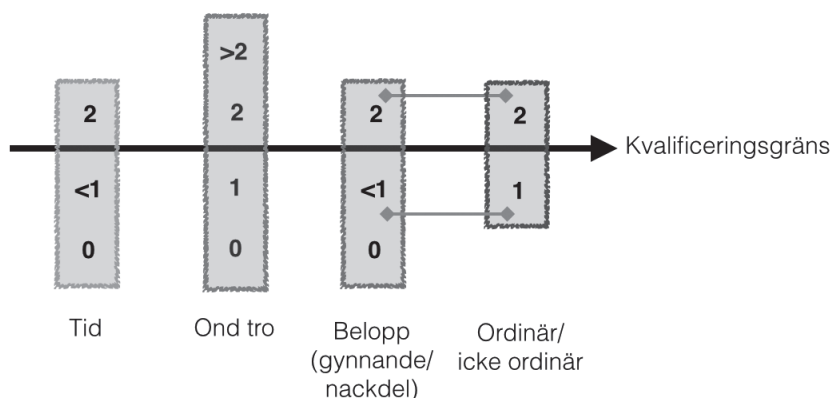 >2
2 2 2 2
Kvalificeringsgräns
<1 1 <1 1
0 0 0
Tid Ond tro Belopp (gynnande/ nackdel) Ordinär/ icke ordinär